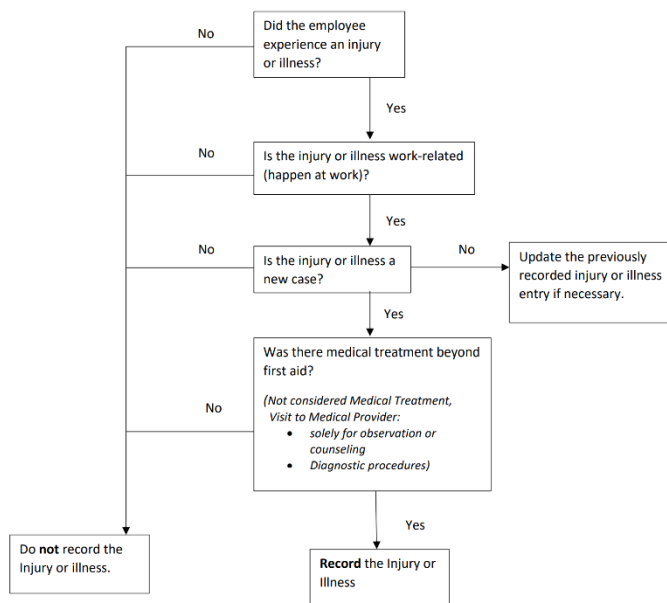 Did the employee
experience an injury
or illness?
No
Yes
Is the injury or illness work-related
(happen at work)?
No
Yes
Is the injury or illness a
new case?
No
No
Update the previously
recorded injury or illness
entry if necessary.
Yes
Was there medical treatment beyond
first aid?
(Not considered Medical Treatment,
Visit to Medical Provider:
• solely for observation or
counseling
• Diagnostic procedures)
No
Yes
Do not record the
Injury or illness.
Record the Injury or
Illness